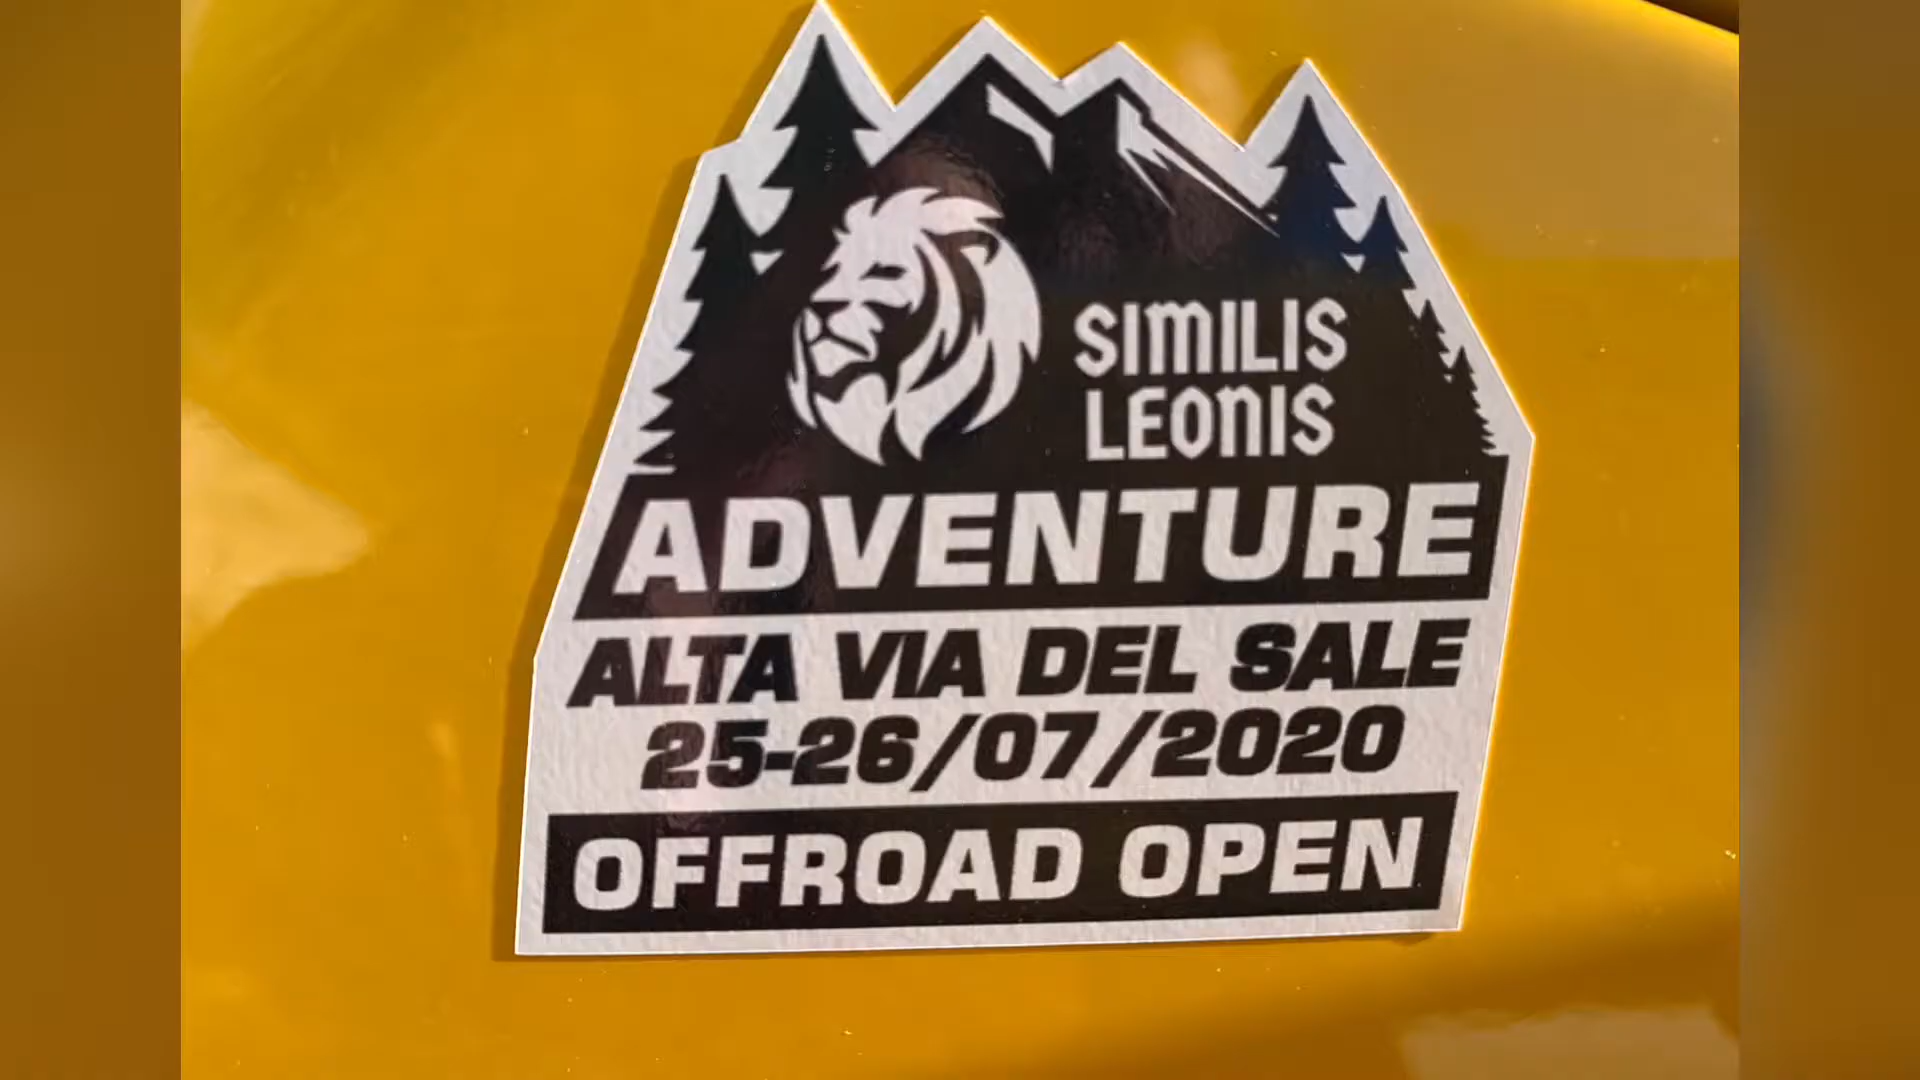 SIMILIS
LEONIS
ADVENTURE
ALTA VIA DEL SALE
25-26/07/2020
OFFROAD OPEN